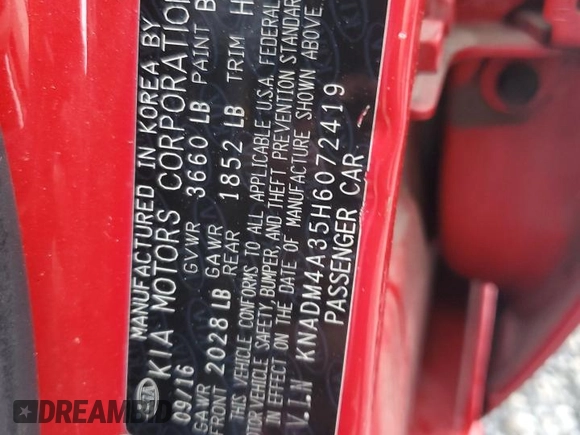 MANUFACTURED IN KOREA BY
KIA KIA MOTORS CORPORATION
09/16 GVWR 3660 LB PAINT B
GAWR FRONT 2028 LB GAWR REAR 1852 LB TRIM H
THIS VEHICLE CONFORMS TO ALL APPLICABLE U.S.A. FEDERAL
MOTOR VEHICLE SAFETY, BUMPER, AND THEFT PREVENTION STANDAR
IN EFFECT ON THE DATE OF MANUFACTURE SHOWN ABOVE.
V.I.N KNADM4A35H6072419
PASSENGER CAR
DREAMBID